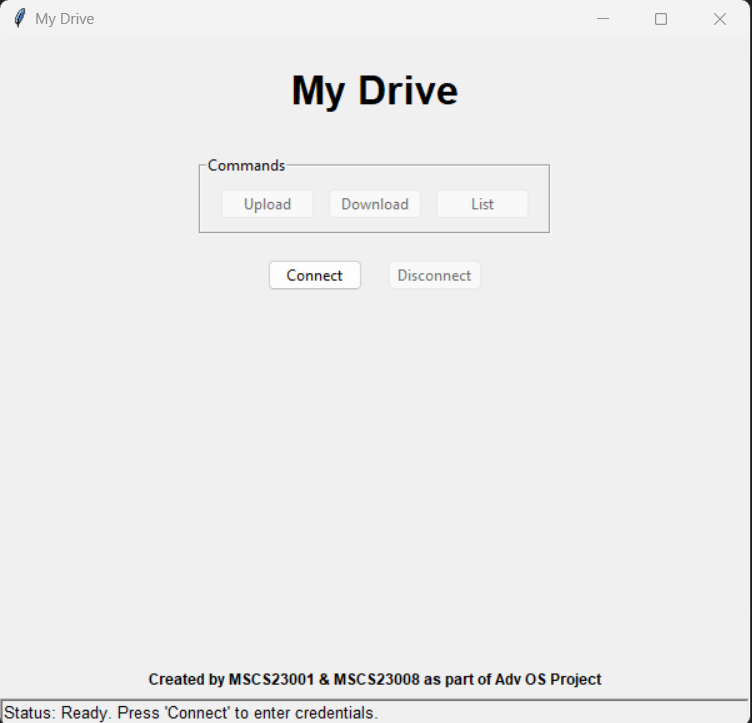 My Drive
My Drive
Commands
Upload Download List
Connect Disconnect
Created by MSCS23001 & MSCS23008 as part of Adv OS Project
Status: Ready. Press 'Connect' to enter credentials.